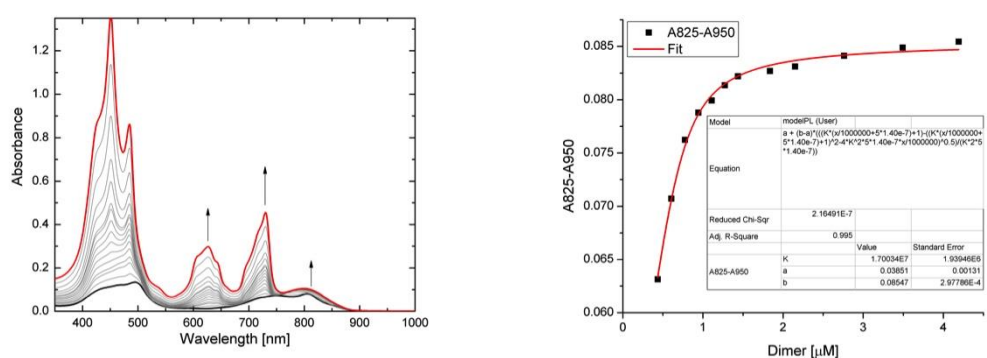 1.2
1.0
0.8
0.6
0.4
0.2
0.0
Absorbance
400 500 600 700 800 900 1000
Wavelength [nm]
A825-A950
Fit
0.085
0.080
0.075
0.070
0.065
0.060
A825-A950
Model modelPL (User)
Equation
a + (b-a)*(((K*(x/1000000+5*1.40e-7)+1)-((K*(x/1000000+
5*1.40e-7)+1)^2-4*K^2*5*1.40e-7*x/1000000)^0.5)/(K*2*5
*1.40e-7))
Reduced Chi-Sqr 2.16491E-7
Adj. R-Square 0.995
Value Standard Error
K 1.70034E7 1.93946E6
A825-A950 a 0.03851 0.00131
b 0.08547 2.97786E-4
0 1 2 3 4
Dimer [µM]